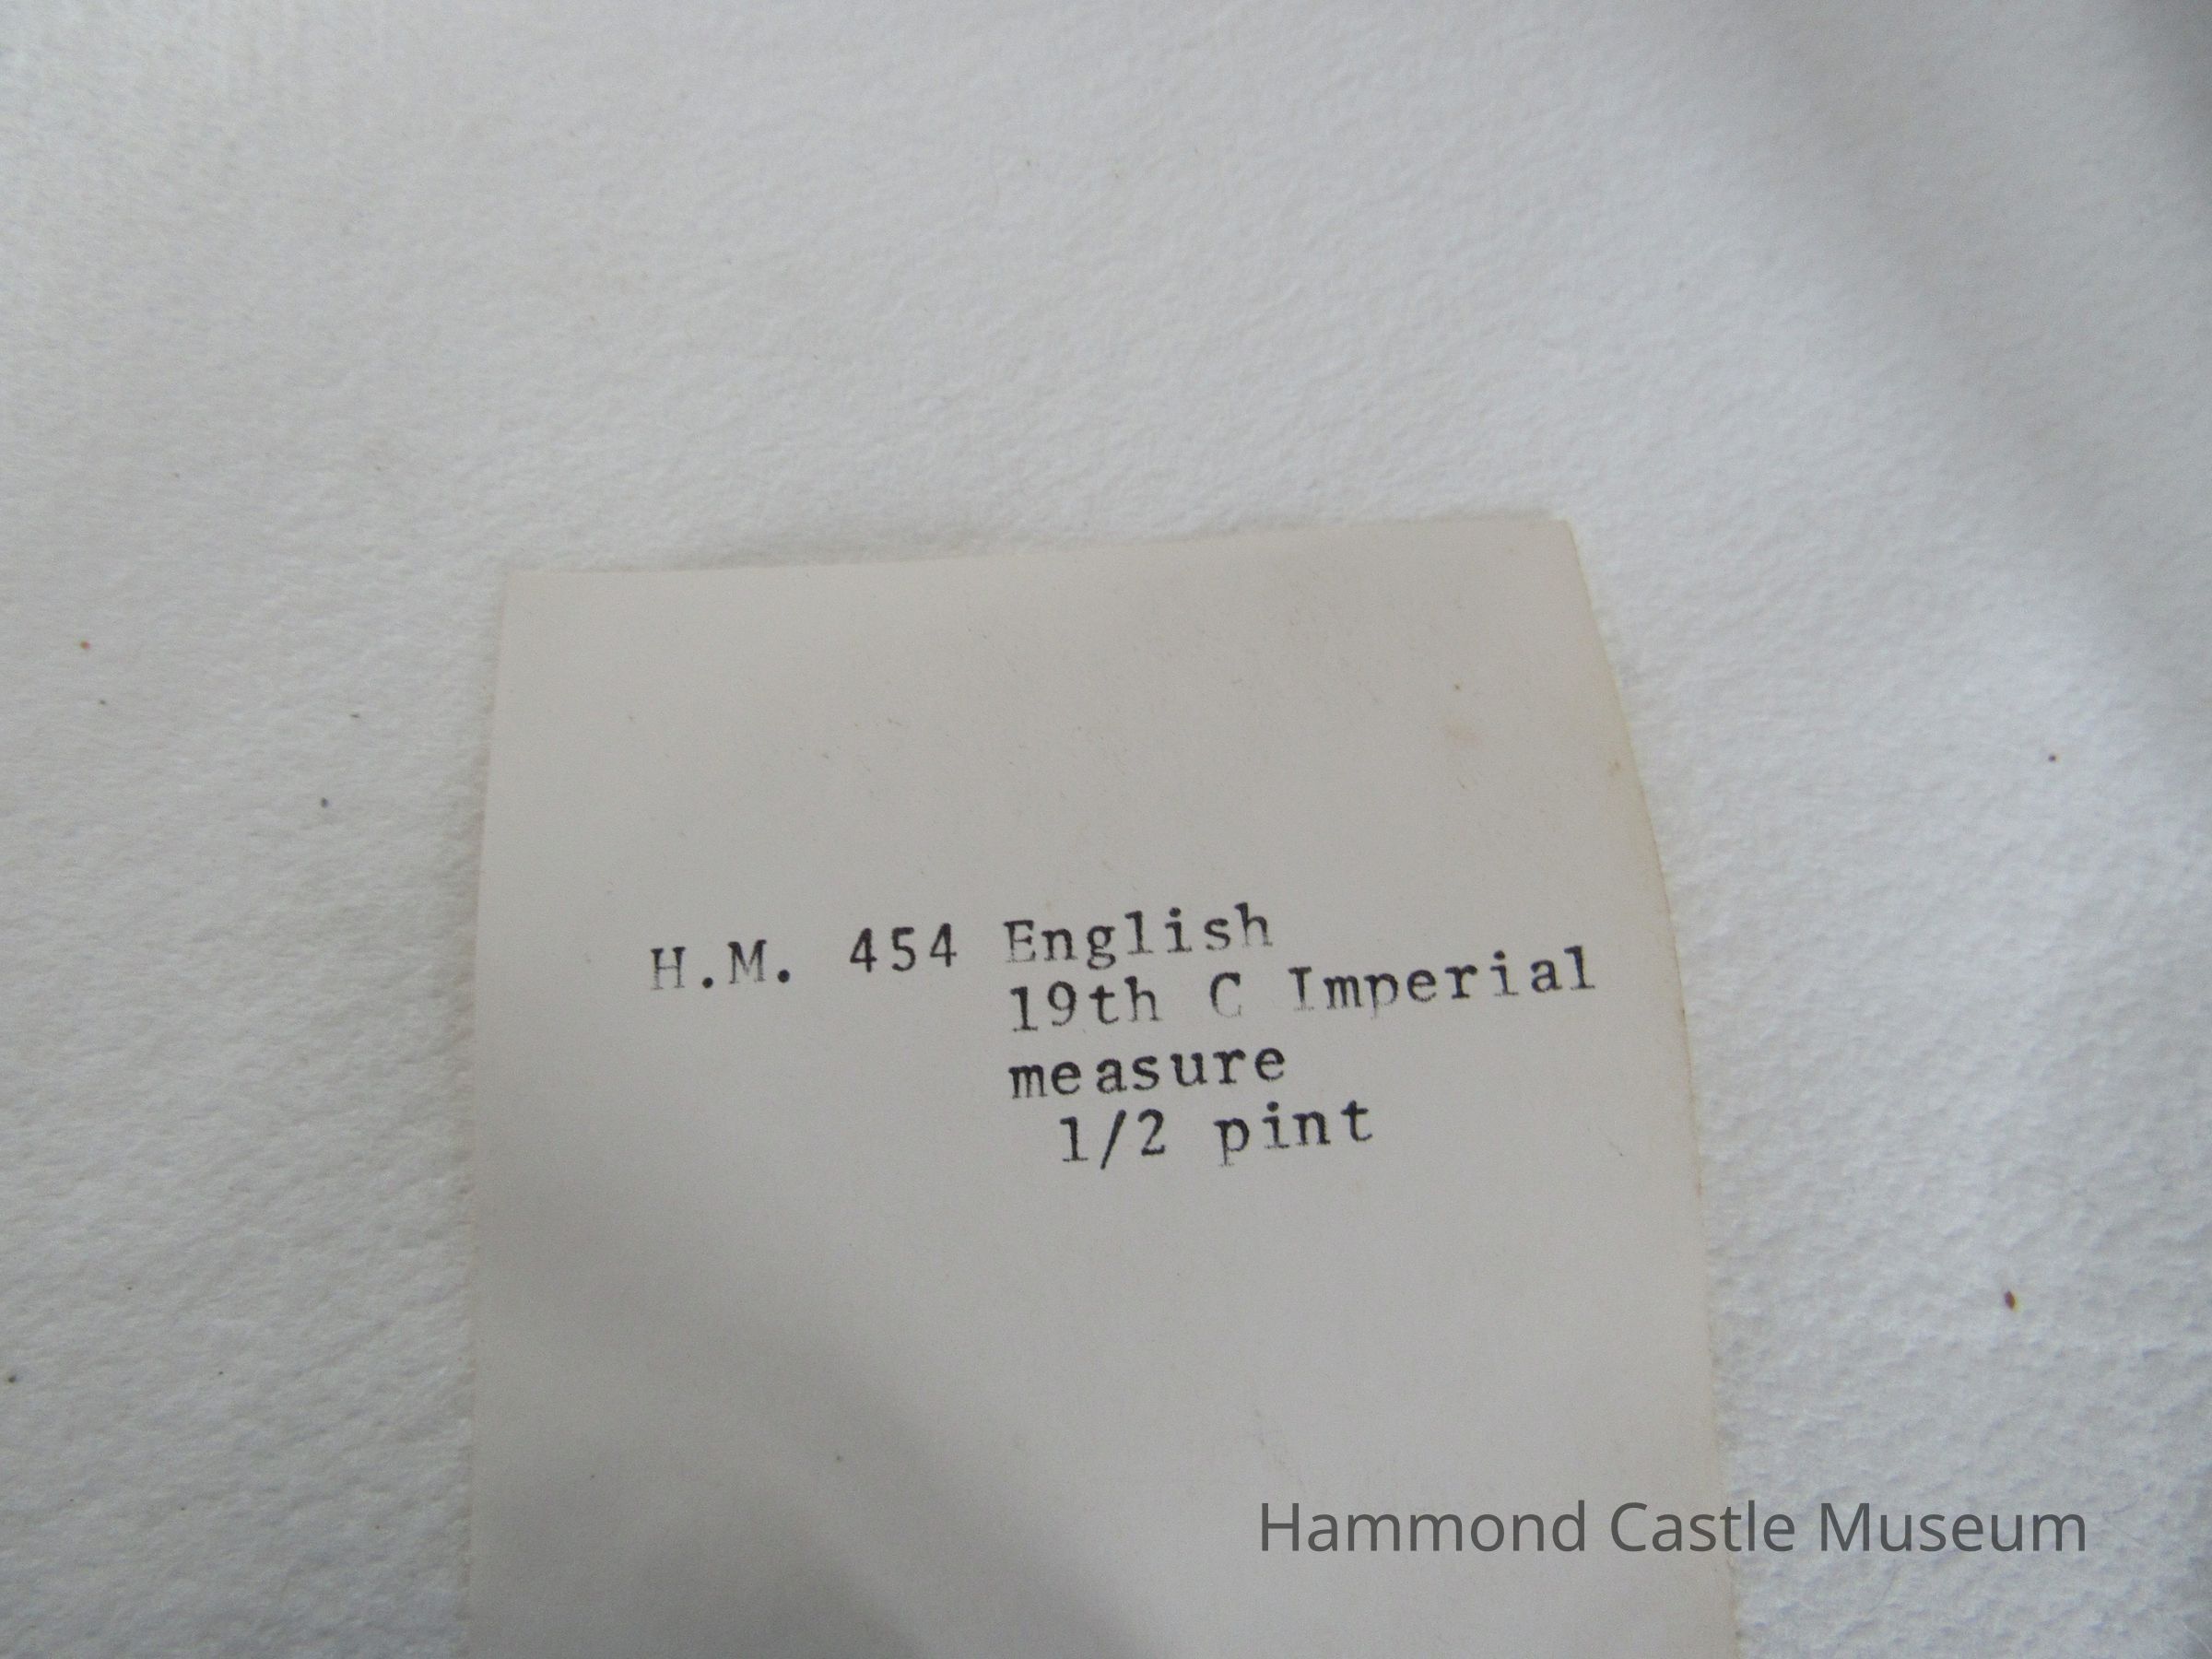 H.M. 454 English
19th C Imperial
measure
1/2 pint
Hammond Castle Museum